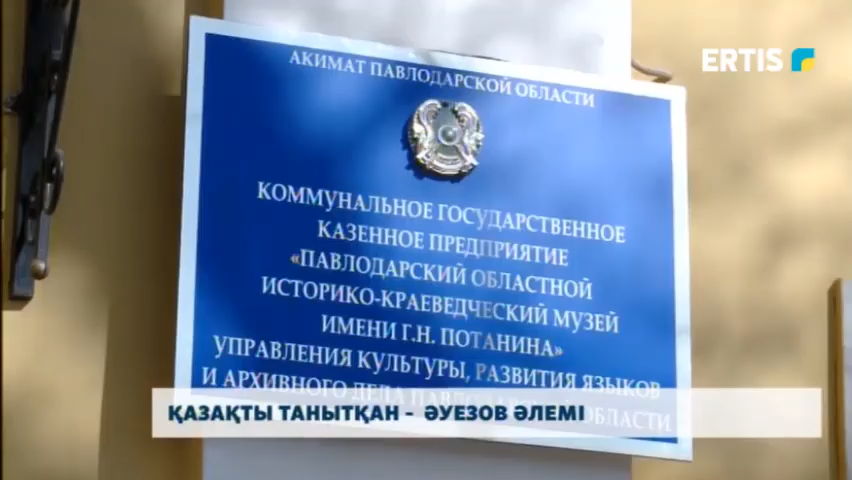 ERTIS
АКИМАТ ПАВЛОДАРСКОЙ ОБЛАСТИ
КОММУНАЛЬНОЕ ГОСУДАРСТВЕННОЕ
КАЗЕННОЕ ПРЕДПРИЯТИЕ
«ПАВЛОДАРСКИЙ ОБЛАСТНОЙ
ИСТОРИКО-КРАЕВЕДЧЕСКИЙ МУЗЕЙ
ИМЕНИ Г.Н. ПОТАНИНА»
УПРАВЛЕНИЯ КУЛЬТУРЫ, РАЗВИТИЯ ЯЗЫКОВ
И АРХИВНОГО ДЕЛА ПАВЛОДАРСКОЙ ОБЛАСТИ
ҚАЗАҚТЫ ТАНЫТҚАН - ӘУЕЗОВ ӘЛЕМІ